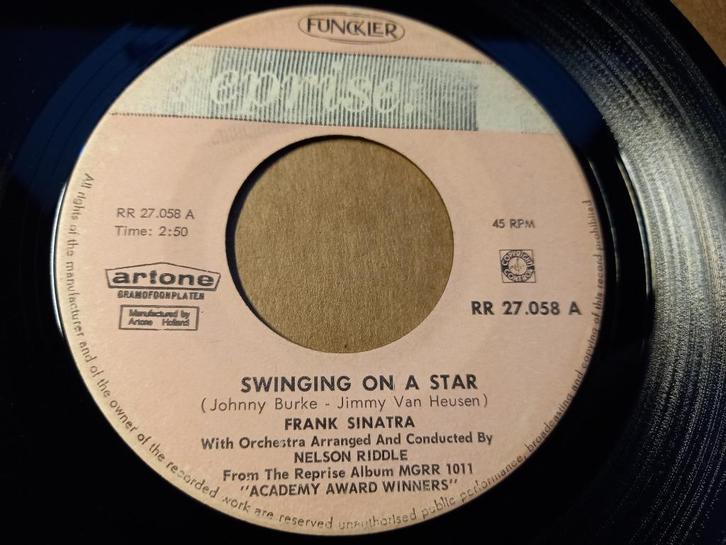 FUNCKLER
reprise:
RR 27.058 A
Time: 2:50
45 RPM
artone
GRAMOFOONPLATEN
Manufactured by
Artone Holland
COPYRIGHT
CONTROL
RR 27.058 A
SWINGING ON A STAR
(Johnny Burke - Jimmy Van Heusen)
FRANK SINATRA
With Orchestra Arranged And Conducted By
NELSON RIDDLE
From The Reprise Album MGRR 1011
"ACADEMY AWARD WINNERS"
All rights of the manufacturer and of the owner of the recorded work are reserved unauthorised public performance, broadcasting and copying of this record prohibited